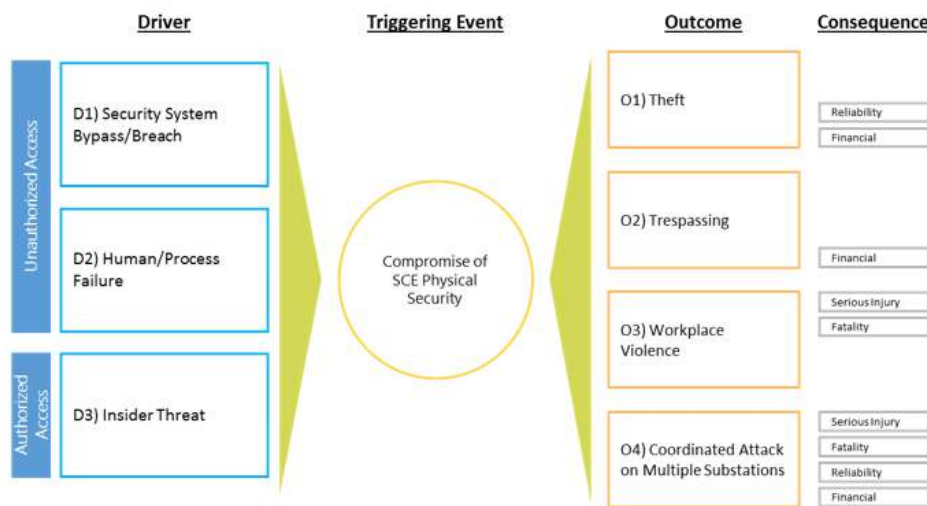 Driver
Triggering Event
Outcome
Consequence
Unauthorized Access
D1) Security System
Bypass/Breach
D2) Human/Process
Failure
Authorized
Access
D3) Insider Threat
Compromise of
SCE Physical
Security
O1) Theft
Reliability
Financial
O2) Trespassing
Financial
O3) Workplace
Violence
Serious Injury
Fatality
O4) Coordinated Attack
on Multiple Substations
Serious Injury
Fatality
Reliability
Financial